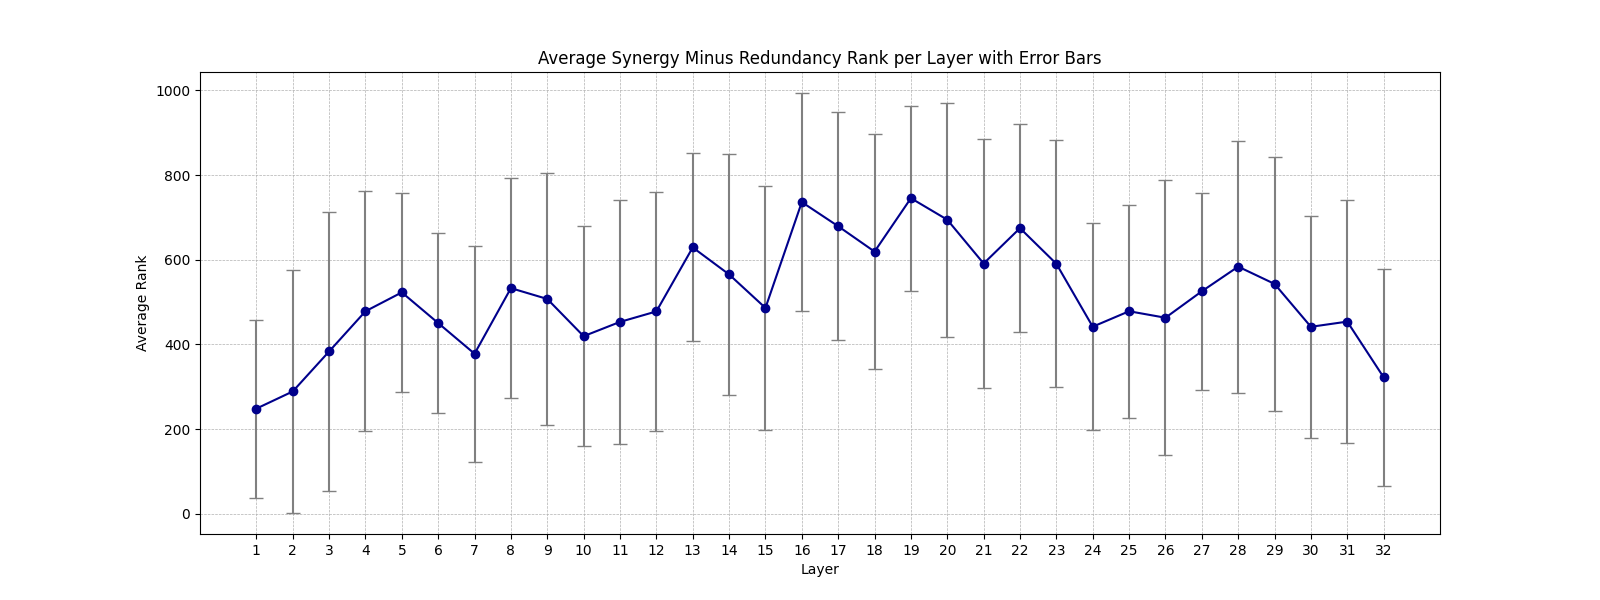 Average Synergy Minus Redundancy Rank per Layer with Error Bars
1000
800
600
400
200
0
Average Rank
1 2 3 4 5 6 7 8 9 10 11 12 13 14 15 16 17 18 19 20 21 22 23 24 25 26 27 28 29 30 31 32
Layer